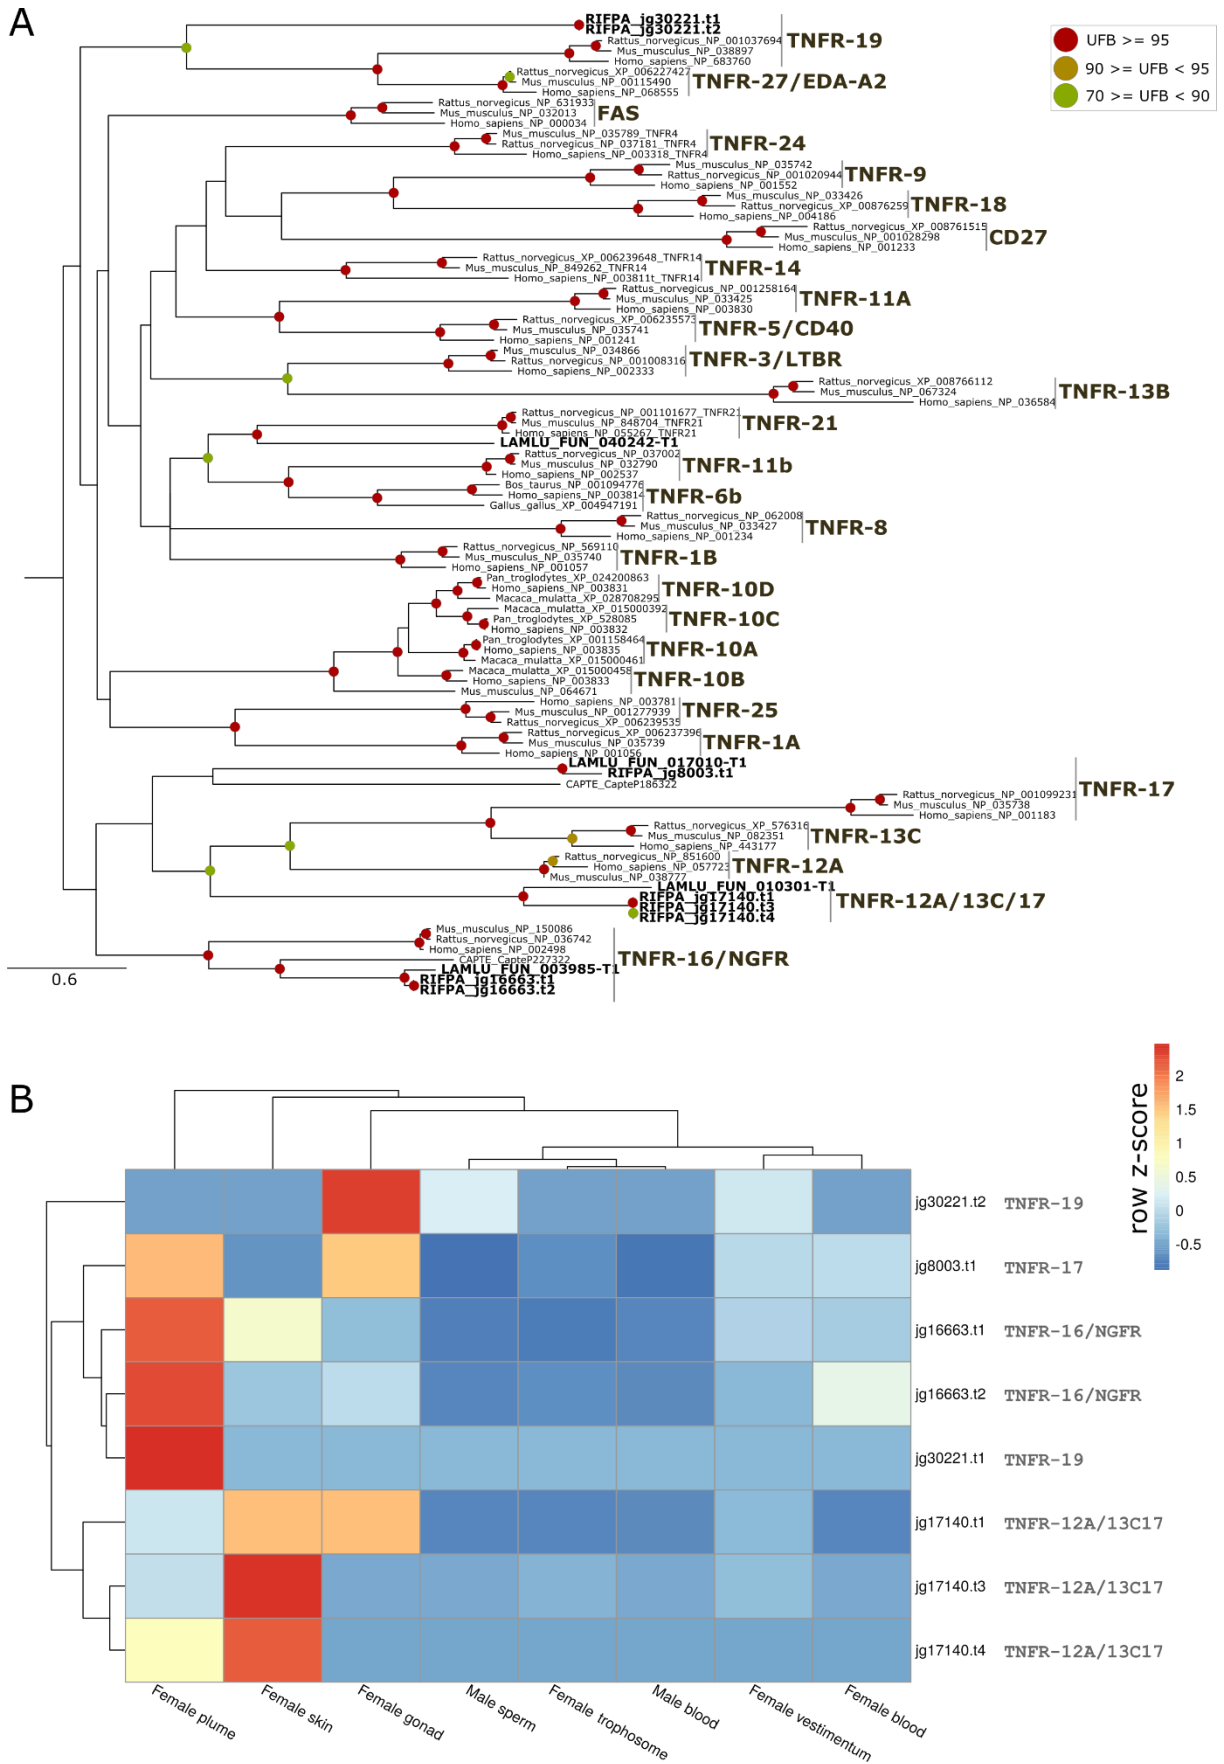 A
RIFPA_jg30221.t1
RIFPA_jg30221.t2
Rattus_norvegicus_NP_001037694
Mus_musculus_NP_038897
Homo_sapiens_NP_683760
TNFR-19
Rattus_norvegicus_XP_006227427
Mus_musculus_NP_00115490
Homo_sapiens_NP_068555
TNFR-27/EDA-A2
Rattus_norvegicus_NP_631933
Mus_musculus_NP_032013
Homo_sapiens_NP_000034
FAS
Mus_musculus_NP_035789_TNFR4
Rattus_norvegicus_NP_037181_TNFR4
Homo_sapiens_NP_003318_TNFR4
TNFR-24
Mus_musculus_NP_035742
Rattus_norvegicus_NP_001020944
Homo_sapiens_NP_001552
TNFR-9
Mus_musculus_NP_033426
Rattus_norvegicus_XP_00876259
Homo_sapiens_NP_004186
TNFR-18
Rattus_norvegicus_XP_008761515
Mus_musculus_NP_001028298
Homo_sapiens_NP_001233
CD27
Rattus_norvegicus_XP_006239648_TNFR14
Mus_musculus_NP_849262_TNFR14
Homo_sapiens_NP_003811t_TNFR14
TNFR-14
Rattus_norvegicus_NP_001258164
Mus_musculus_NP_033425
Homo_sapiens_NP_003830
TNFR-11A
Rattus_norvegicus_XP_006235573
Mus_musculus_NP_035741
Homo_sapiens_NP_001241
TNFR-5/CD40
Mus_musculus_NP_034866
Rattus_norvegicus_NP_001008316
Homo_sapiens_NP_002333
TNFR-3/LTBR
Rattus_norvegicus_XP_008766112
Mus_musculus_NP_067324
Homo_sapiens_NP_036584
TNFR-13B
Rattus_norvegicus_NP_001101677_TNFR21
Mus_musculus_NP_848704_TNFR21
Homo_sapiens_NP_055267_TNFR21
TNFR-21
LAMLU_FUN_040242-T1
Rattus_norvegicus_NP_037002
Mus_musculus_NP_032790
Homo_sapiens_NP_002537
TNFR-11b
Bos_taurus_NP_001094776
Homo_sapiens_NP_003814
Gallus_gallus_XP_004947191
TNFR-6b
Rattus_norvegicus_NP_062008
Mus_musculus_NP_033427
Homo_sapiens_NP_001234
TNFR-8
Rattus_norvegicus_NP_569110
Mus_musculus_NP_035740
Homo_sapiens_NP_001057
TNFR-1B
Pan_troglodytes_XP_024200863
Homo_sapiens_NP_003831
Macaca_mulatta_XP_028708295
TNFR-10D
Macaca_mulatta_XP_015000392
Pan_troglodytes_XP_528085
Homo_sapiens_NP_003832
TNFR-10C
Pan_troglodytes_XP_001158464
Homo_sapiens_NP_003835
Macaca_mulatta_XP_015000461
TNFR-10A
Macaca_mulatta_XP_015000458
Homo_sapiens_NP_003833
Mus_musculus_NP_064671
TNFR-10B
Homo_sapiens_NP_003781
Mus_musculus_NP_001277939
Rattus_norvegicus_XP_006239535
TNFR-25
Rattus_norvegicus_XP_006237396
Mus_musculus_NP_035739
Homo_sapiens_NP_001056
TNFR-1A
LAMLU_FUN_017010-T1
RIFPA_jg8003.t1
CAPTE_CapteP186322
Rattus_norvegicus_NP_001099231
Mus_musculus_NP_035738
Homo_sapiens_NP_001183
TNFR-17
Rattus_norvegicus_XP_576316
Mus_musculus_NP_082351
Homo_sapiens_NP_443177
TNFR-13C
Rattus_norvegicus_NP_851600
Homo_sapiens_NP_057723
Mus_musculus_NP_038777
TNFR-12A
LAMLU_FUN_010301-T1
RIFPA_jg17140.t1
RIFPA_jg17140.t3
RIFPA_jg17140.t4
TNFR-12A/13C/17
Mus_musculus_NP_150086
Rattus_norvegicus_NP_036742
Homo_sapiens_NP_002498
CAPTE_CapteP227322
LAMLU_FUN_003985-T1
RIFPA_jg16663.t1
RIFPA_jg16663.t2
TNFR-16/NGFR
0.6
UFB >= 95
90 >= UFB < 95
70 >= UFB < 90
B
jg30221.t2 TNFR-19
jg8003.t1 TNFR-17
jg16663.t1 TNFR-16/NGFR
jg16663.t2 TNFR-16/NGFR
jg30221.t1 TNFR-19
jg17140.t1 TNFR-12A/13C17
jg17140.t3 TNFR-12A/13C17
jg17140.t4 TNFR-12A/13C17
Female plume
Female skin
Female gonad
Male sperm
Female trophosome
Male blood
Female vestimentum
Female blood
row z-score
2
1.5
1
0.5
0
-0.5